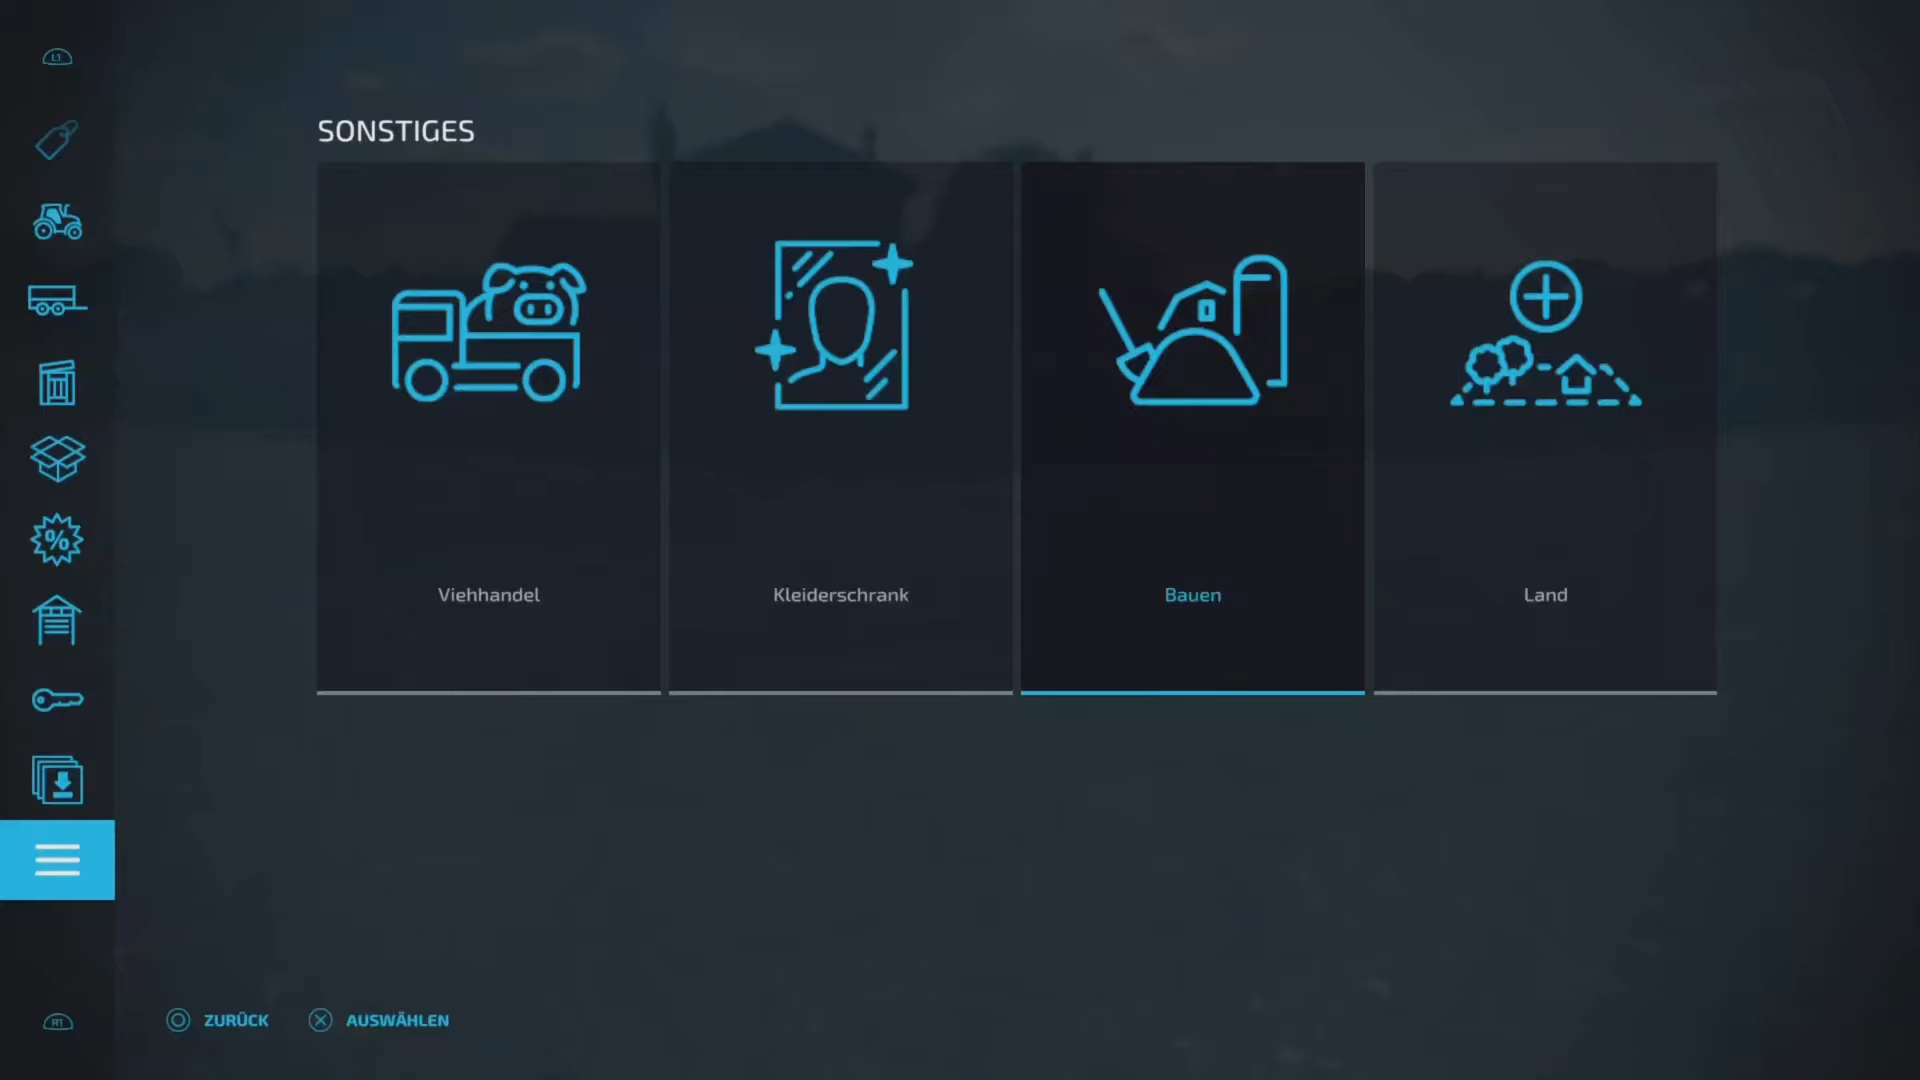 SONSTIGES
%
Viehhandel
Kleiderschrank
Bauen
Land
ZURÜCK
AUSWÄHLEN